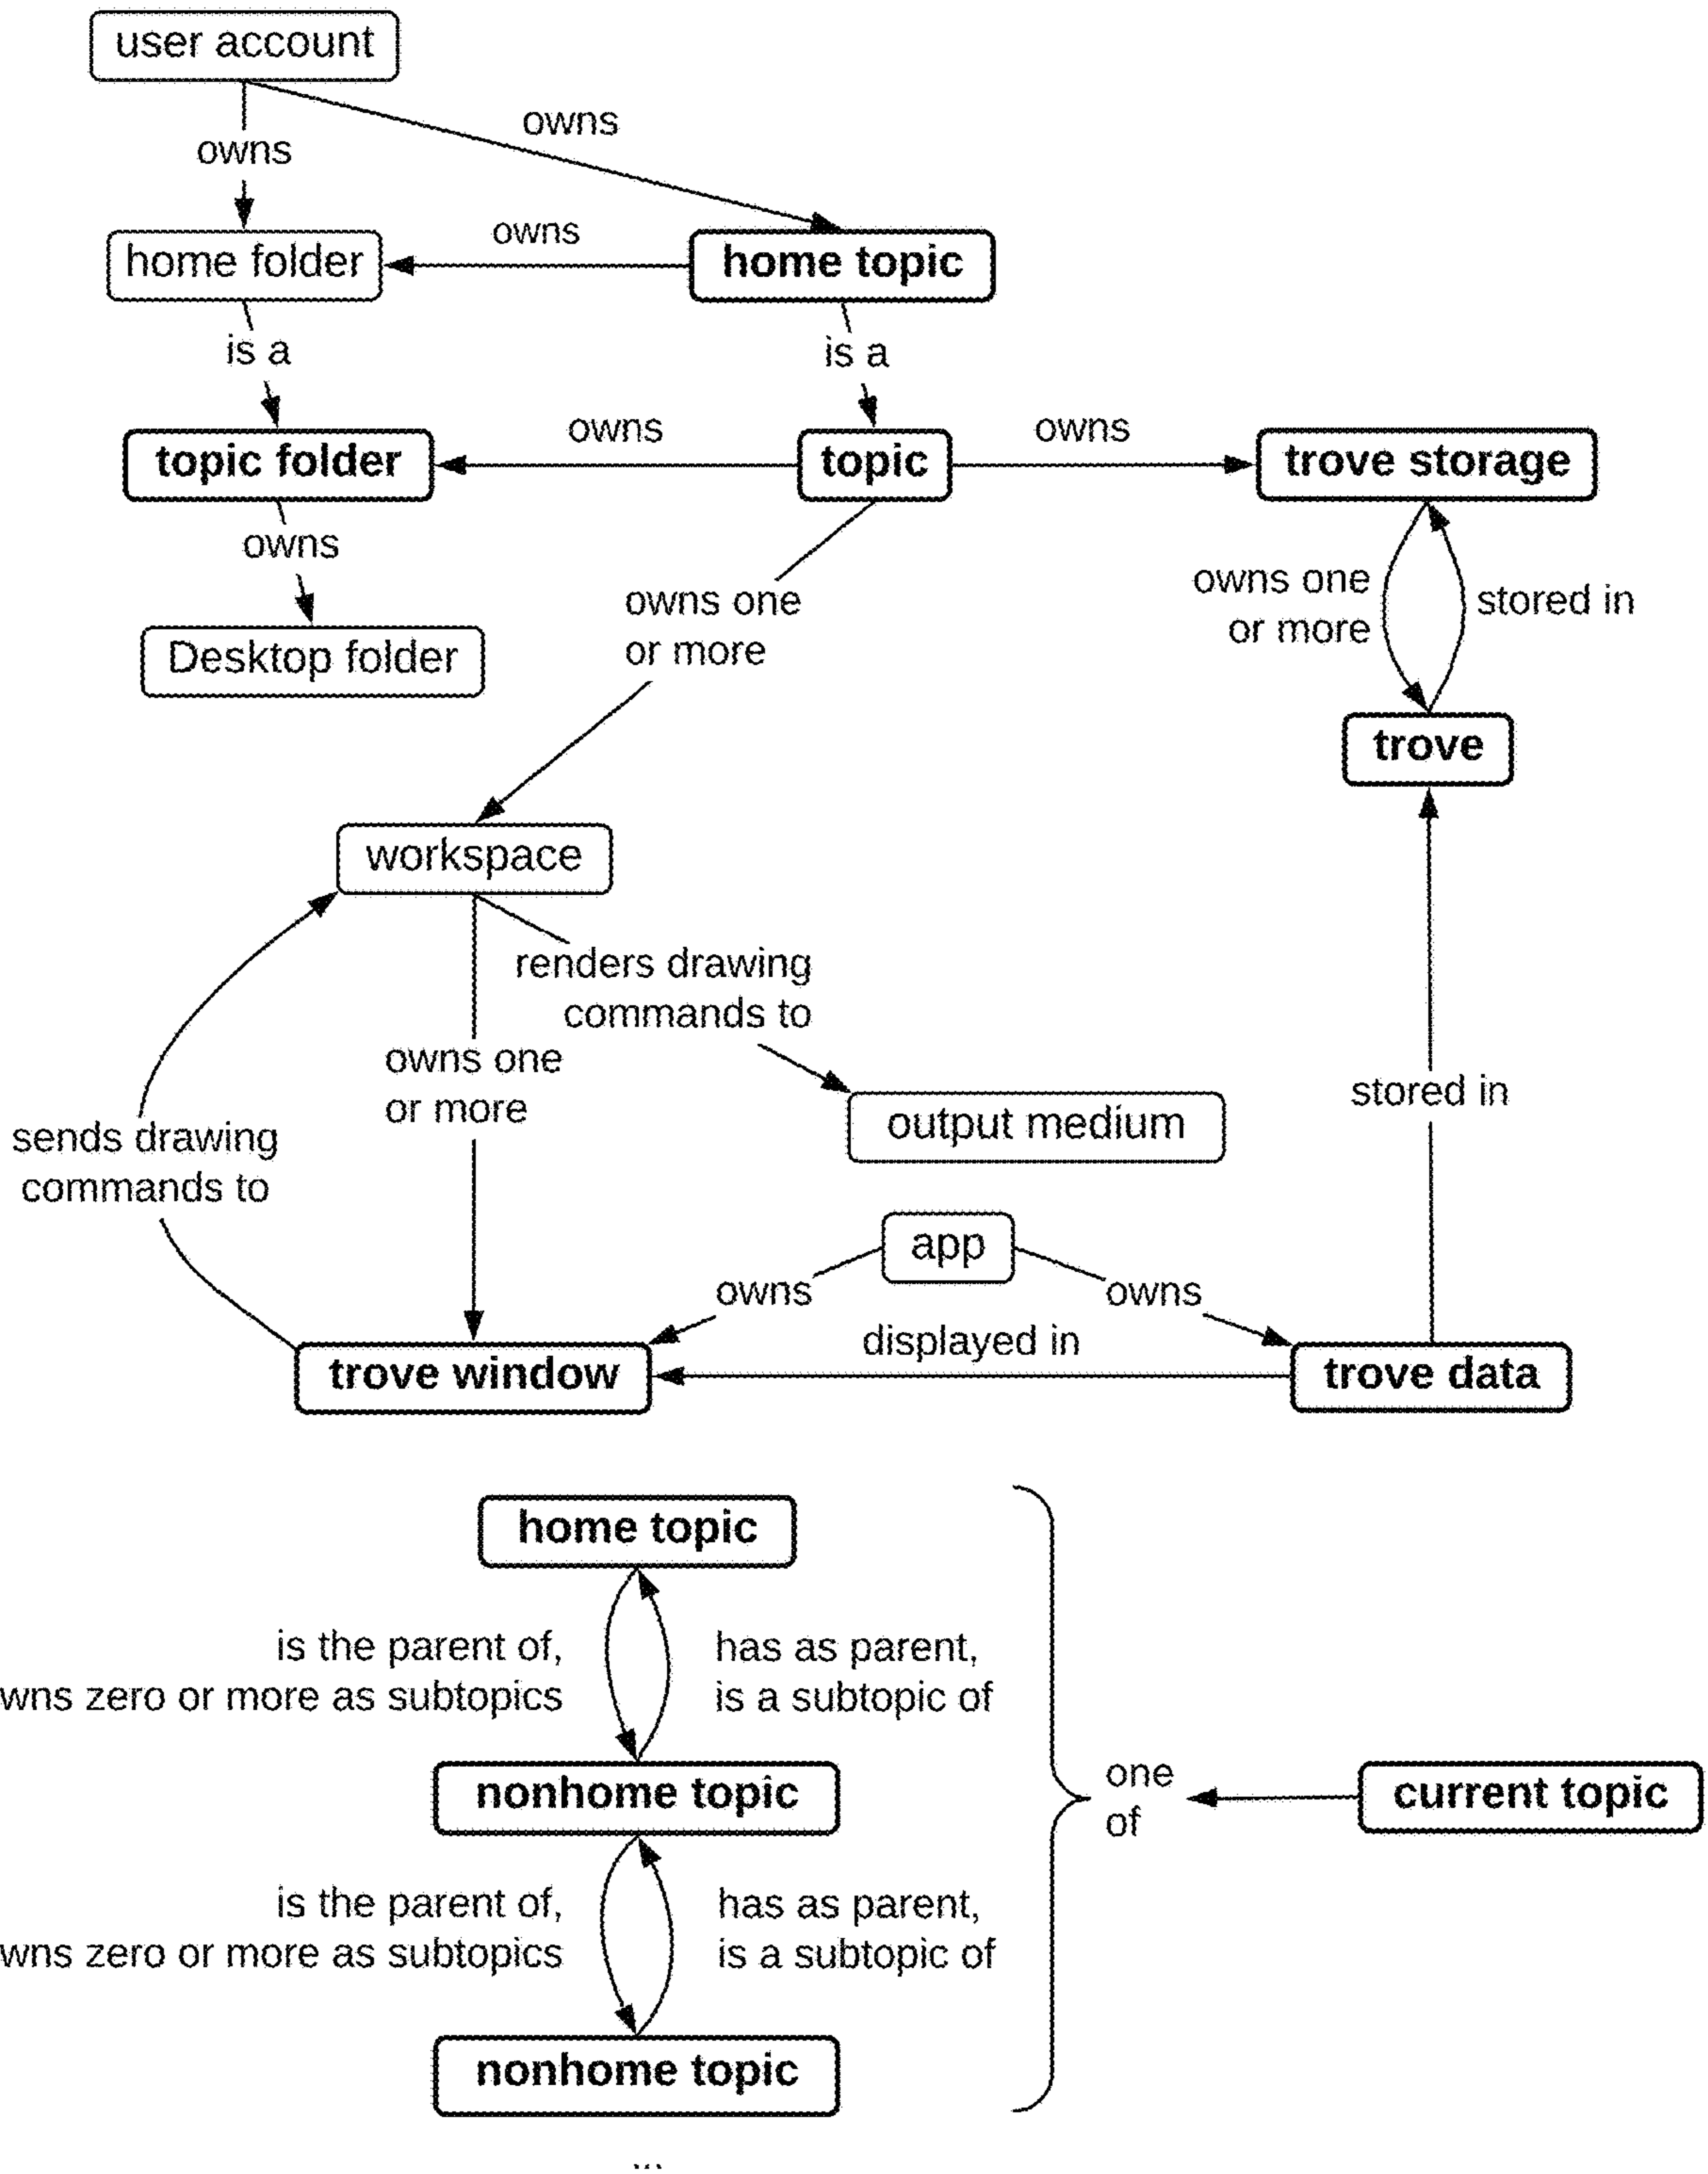 user account
owns
owns
home folder
owns
home topic
is a
is a
topic folder
owns
topic
owns
trove storage
owns
Desktop folder
owns one
or more
owns one
or more
stored in
trove
workspace
renders drawing
commands to
owns one
or more
sends drawing
commands to
output medium
stored in
app
owns
owns
displayed in
trove window
trove data
home topic
is the parent of,
wns zero or more as subtopics
has as parent,
is a subtopic of
nonhome topic
one
of
current topic
is the parent of,
wns zero or more as subtopics
has as parent,
is a subtopic of
nonhome topic
...